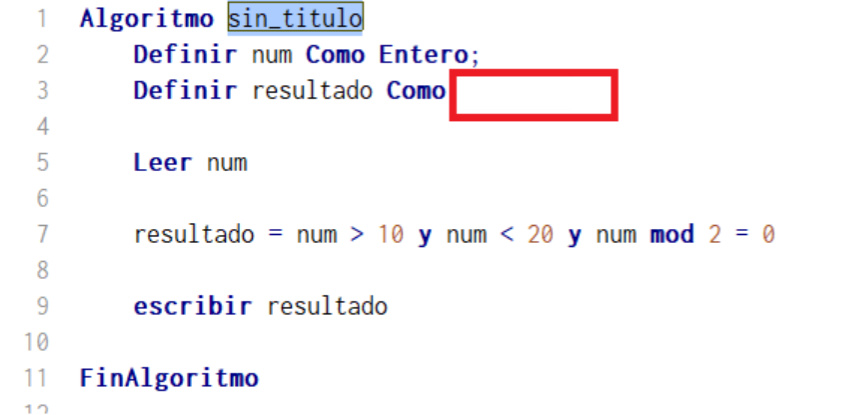 1 Algoritmo sin_titulo
2 Definir num Como Entero;
3 Definir resultado Como
4
5 Leer num
6
7 resultado = num > 10 y num < 20 y num mod 2 = 0
8
9 escribir resultado
10
11 FinAlgoritmo
12